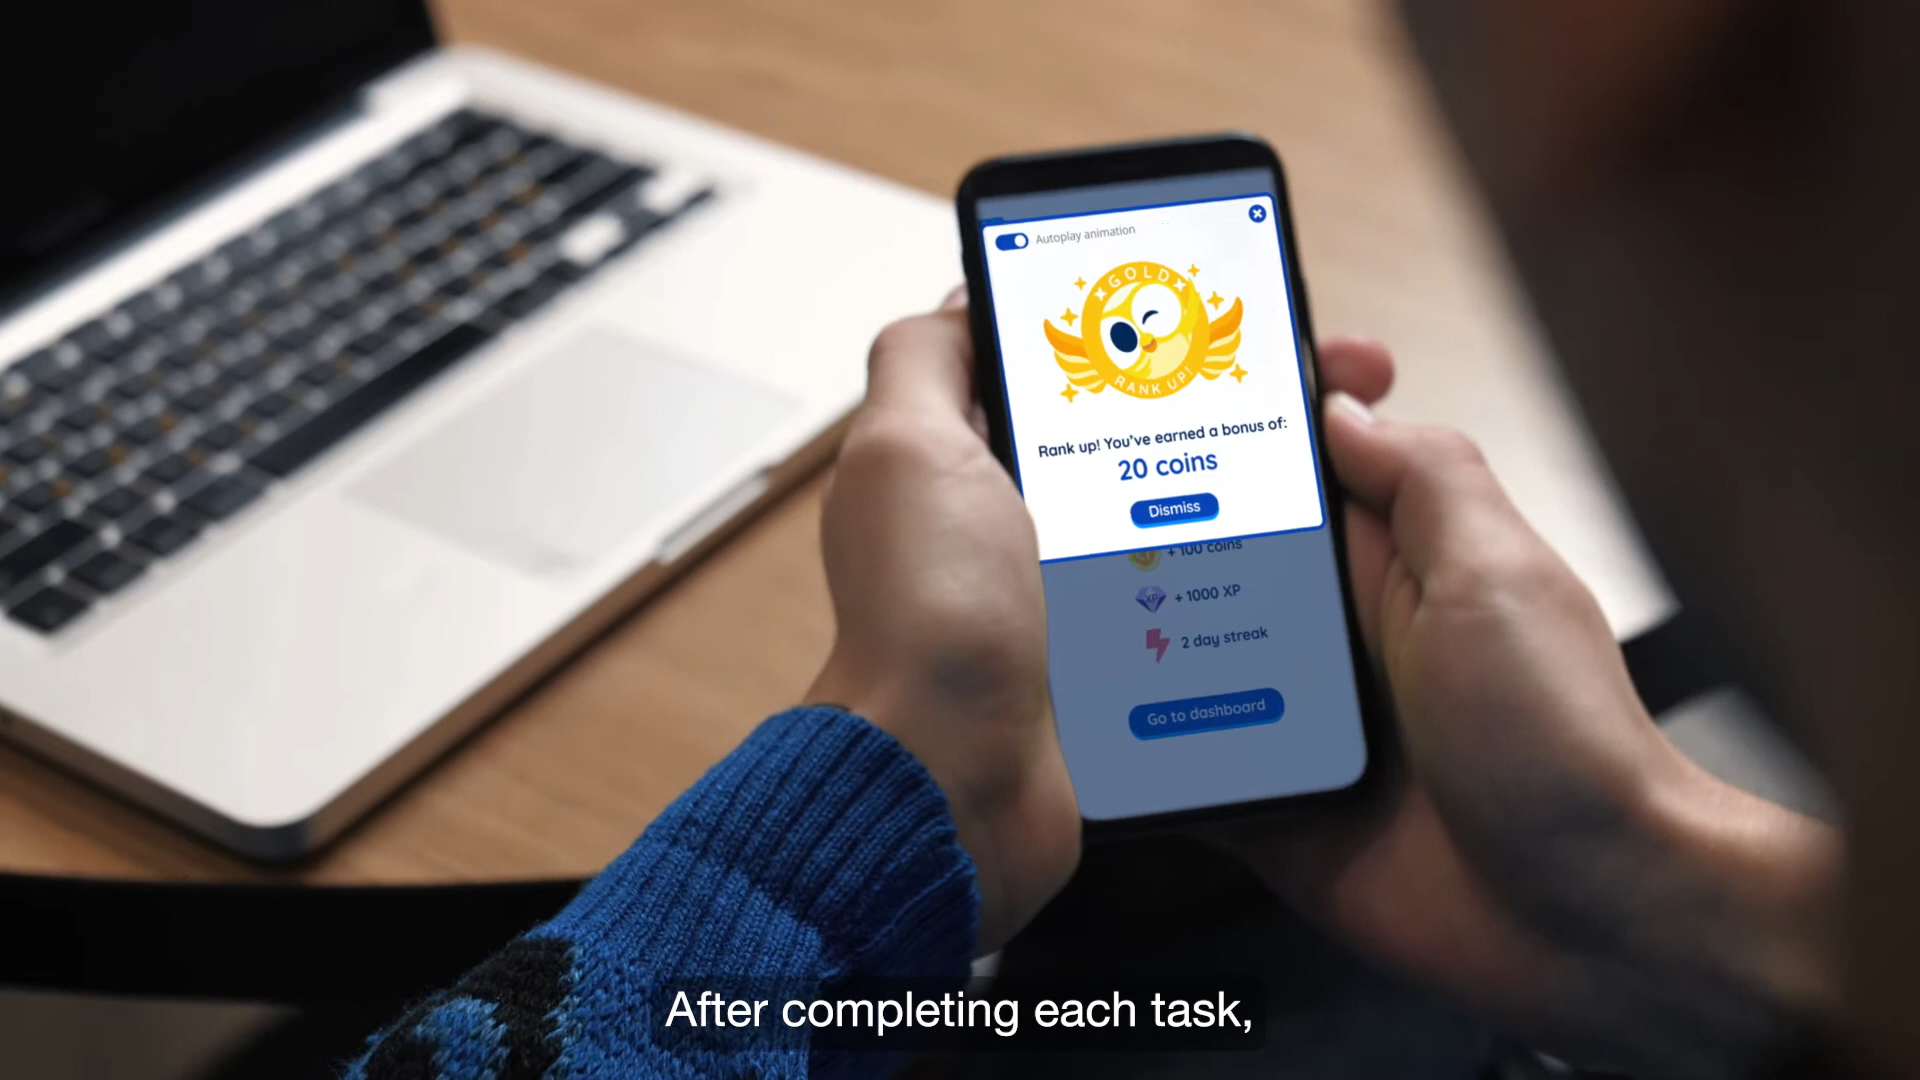 Autoplay animation
GOLD
RANK UP!
Rank up! You've earned a bonus of:
20 coins
Dismiss
+ 100 coins
XP
+ 1000 XP
2 day streak
Go to dashboard
After completing each task,